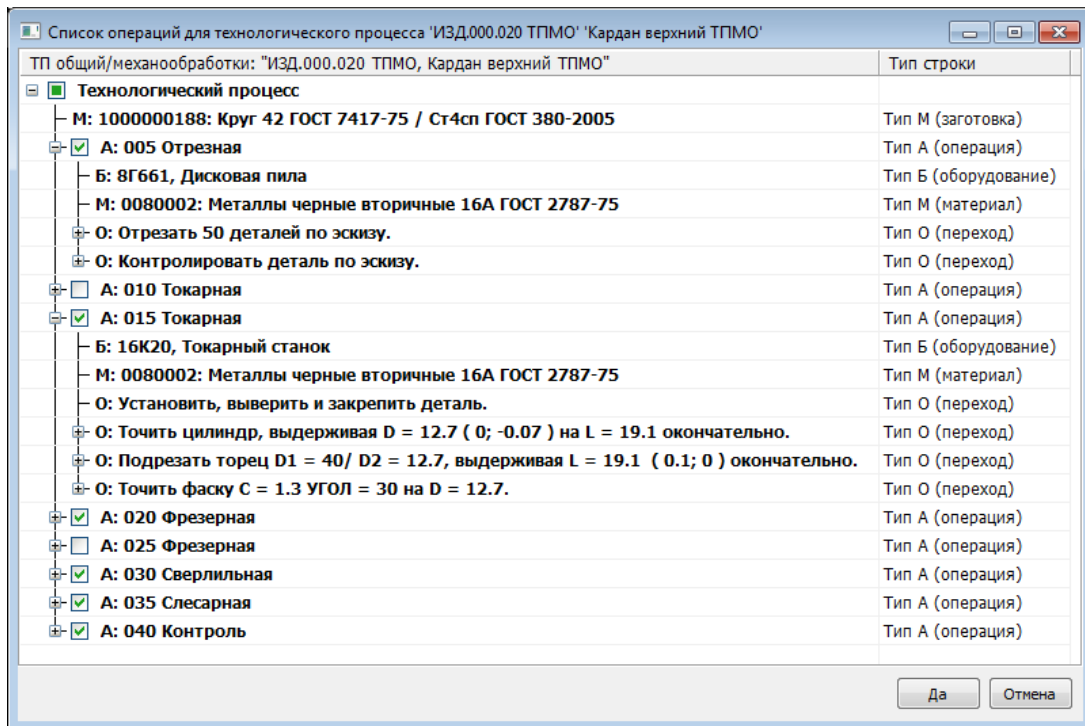 Список операций для технологического процесса 'ИЗД.000.020 ТПМО' 'Кардан верхний ТПМО'
ТП общий/механообработки: "ИЗД.000.020 ТПМО, Кардан верхний ТПМО" Тип строки
Технологический процесс
М: 1000000188: Круг 42 ГОСТ 7417-75 / Ст4сп ГОСТ 380-2005 Тип М (заготовка)
А: 005 Отрезная Тип А (операция)
Б: 8Г661, Дисковая пила Тип Б (оборудование)
М: 0080002: Металлы черные вторичные 16А ГОСТ 2787-75 Тип М (материал)
О: Отрезать 50 деталей по эскизу. Тип О (переход)
О: Контролировать деталь по эскизу. Тип О (переход)
А: 010 Токарная Тип А (операция)
А: 015 Токарная Тип А (операция)
Б: 16К20, Токарный станок Тип Б (оборудование)
М: 0080002: Металлы черные вторичные 16А ГОСТ 2787-75 Тип М (материал)
О: Установить, выверить и закрепить деталь. Тип О (переход)
О: Точить цилиндр, выдерживая D = 12.7 ( 0; -0.07 ) на L = 19.1 окончательно. Тип О (переход)
О: Подрезать торец D1 = 40/ D2 = 12.7, выдерживая L = 19.1 ( 0.1; 0 ) окончательно. Тип О (переход)
О: Точить фаску С = 1.3 УГОЛ = 30 на D = 12.7. Тип О (переход)
А: 020 Фрезерная Тип А (операция)
А: 025 Фрезерная Тип А (операция)
А: 030 Сверлильная Тип А (операция)
А: 035 Слесарная Тип А (операция)
А: 040 Контроль Тип А (операция)
Да Отмена